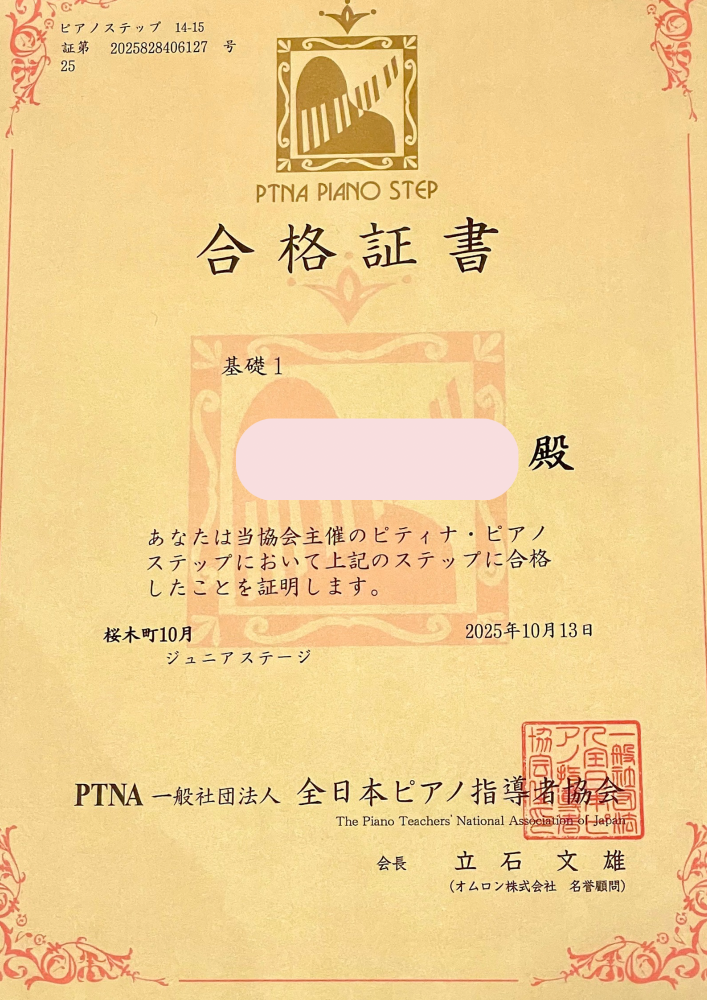 ピアノステップ 14-15
証第 2025828406127 号
25
PTNA PIANO STEP
合格証書
基礎1
殿
あなたは当協会主催のピティナ・ピアノ
ステップにおいて上記のステップに合格
したことを証明します。
桜木町10月
2025年10月13日
ジュニアステージ
PTNA 一般社団法人 全日本ピアノ指導者協会
The Piano Teachers' National Association of Japan
会長 立石文雄
(オムロン株式会社 名誉顧問)